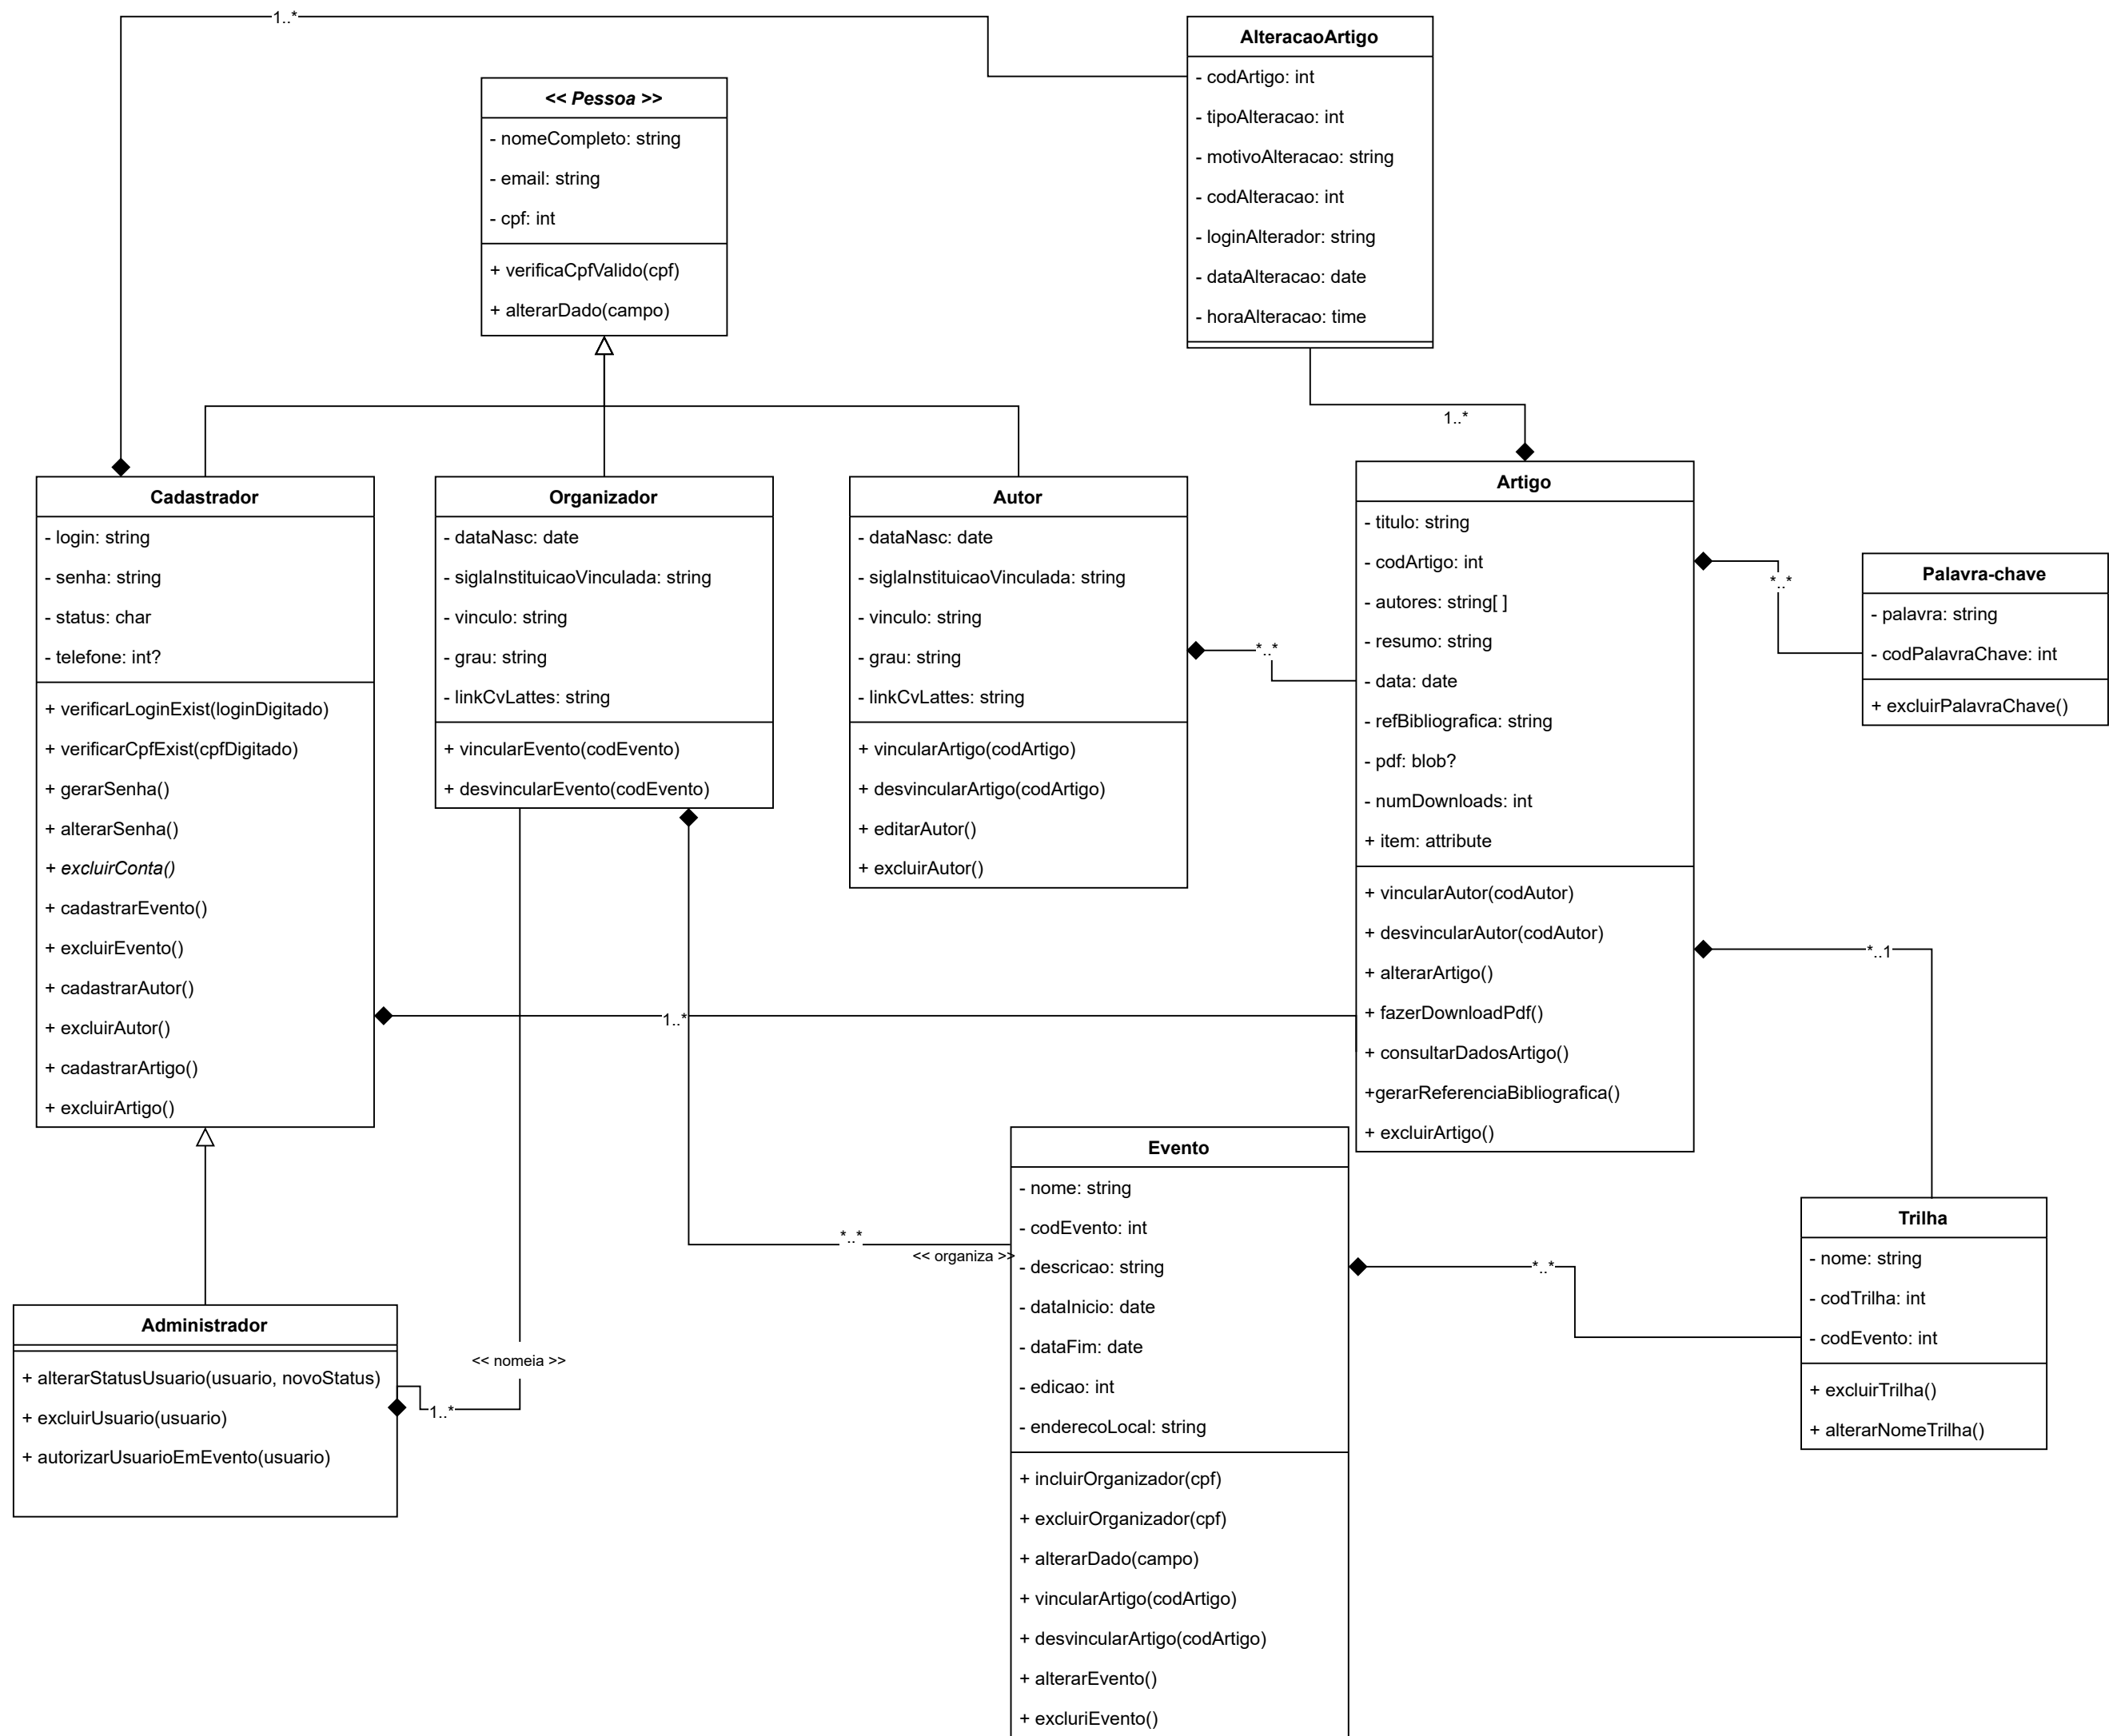 1..*
AlteracaoArtigo
- codArtigo: int
- tipoAlteracao: int
- motivoAlteracao: string
- codAlteracao: int
- loginAlterador: string
- dataAlteracao: date
- horaAlteracao: time
<< Pessoa >>
- nomeCompleto: string
- email: string
- cpf: int
+ verificaCpfValido(cpf)
+ alterarDado(campo)
1..*
Cadastrador
- login: string
- senha: string
- status: char
- telefone: int?
+ verificarLoginExist(loginDigitado)
+ verificarCpfExist(cpfDigitado)
+ gerarSenha()
+ alterarSenha()
+ excluirConta()
+ cadastrarEvento()
+ excluirEvento()
+ cadastrarAutor()
+ excluirAutor()
+ cadastrarArtigo()
+ excluirArtigo()
Organizador
- dataNasc: date
- siglaInstituicaoVinculada: string
- vinculo: string
- grau: string
- linkCvLattes: string
+ vincularEvento(codEvento)
+ desvincularEvento(codEvento)
Autor
- dataNasc: date
- siglaInstituicaoVinculada: string
- vinculo: string
- grau: string
- linkCvLattes: string
+ vincularArtigo(codArtigo)
+ desvincularArtigo(codArtigo)
+ editarAutor()
+ excluirAutor()
*..*
Artigo
- titulo: string
- codArtigo: int
- autores: string[ ]
- resumo: string
- data: date
- refBibliografica: string
- pdf: blob?
- numDownloads: int
+ item: attribute
+ vincularAutor(codAutor)
+ desvincularAutor(codAutor)
+ alterarArtigo()
+ fazerDownloadPdf()
+ consultarDadosArtigo()
+gerarReferenciaBibliografica()
+ excluirArtigo()
*..*
Palavra-chave
- palavra: string
- codPalavraChave: int
+ excluirPalavraChave()
*..1
1..*
*..*
<< organiza >>
Evento
- nome: string
- codEvento: int
- descricao: string
- dataInicio: date
- dataFim: date
- edicao: int
- enderecoLocal: string
+ incluirOrganizador(cpf)
+ excluirOrganizador(cpf)
+ alterarDado(campo)
+ vincularArtigo(codArtigo)
+ desvincularArtigo(codArtigo)
+ alterarEvento()
+ excluriEvento()
*..*
Trilha
- nome: string
- codTrilha: int
- codEvento: int
+ excluirTrilha()
+ alterarNomeTrilha()
Administrador
+ alterarStatusUsuario(usuario, novoStatus)
+ excluirUsuario(usuario)
+ autorizarUsuarioEmEvento(usuario)
<< nomeia >>
1..*